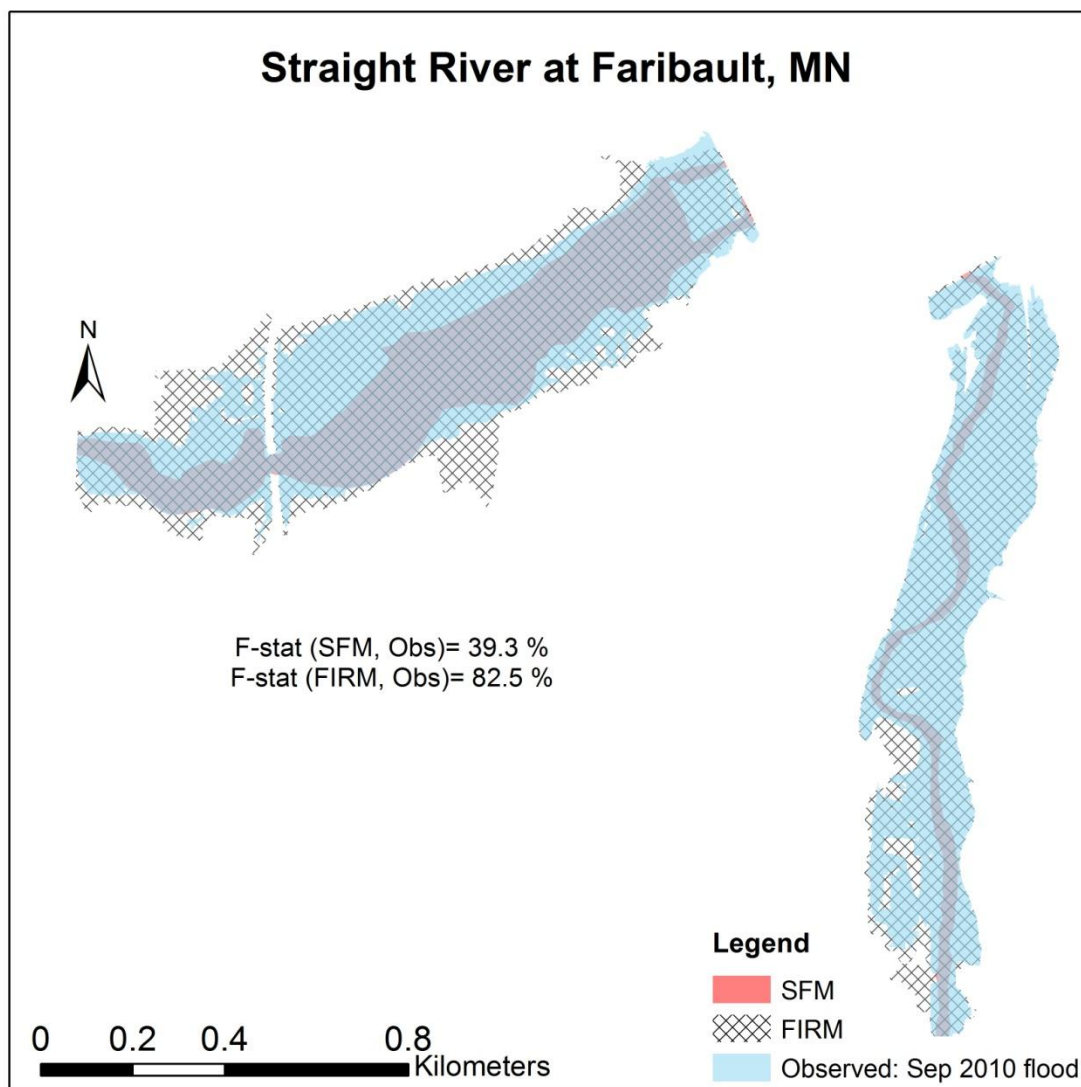 Straight River at Faribault, MN
N
F-stat (SFM, Obs)= 39.3 %
F-stat (FIRM, Obs)= 82.5 %
Legend
SFM
FIRM
Observed: Sep 2010 flood
0 0.2 0.4 0.8
Kilometers